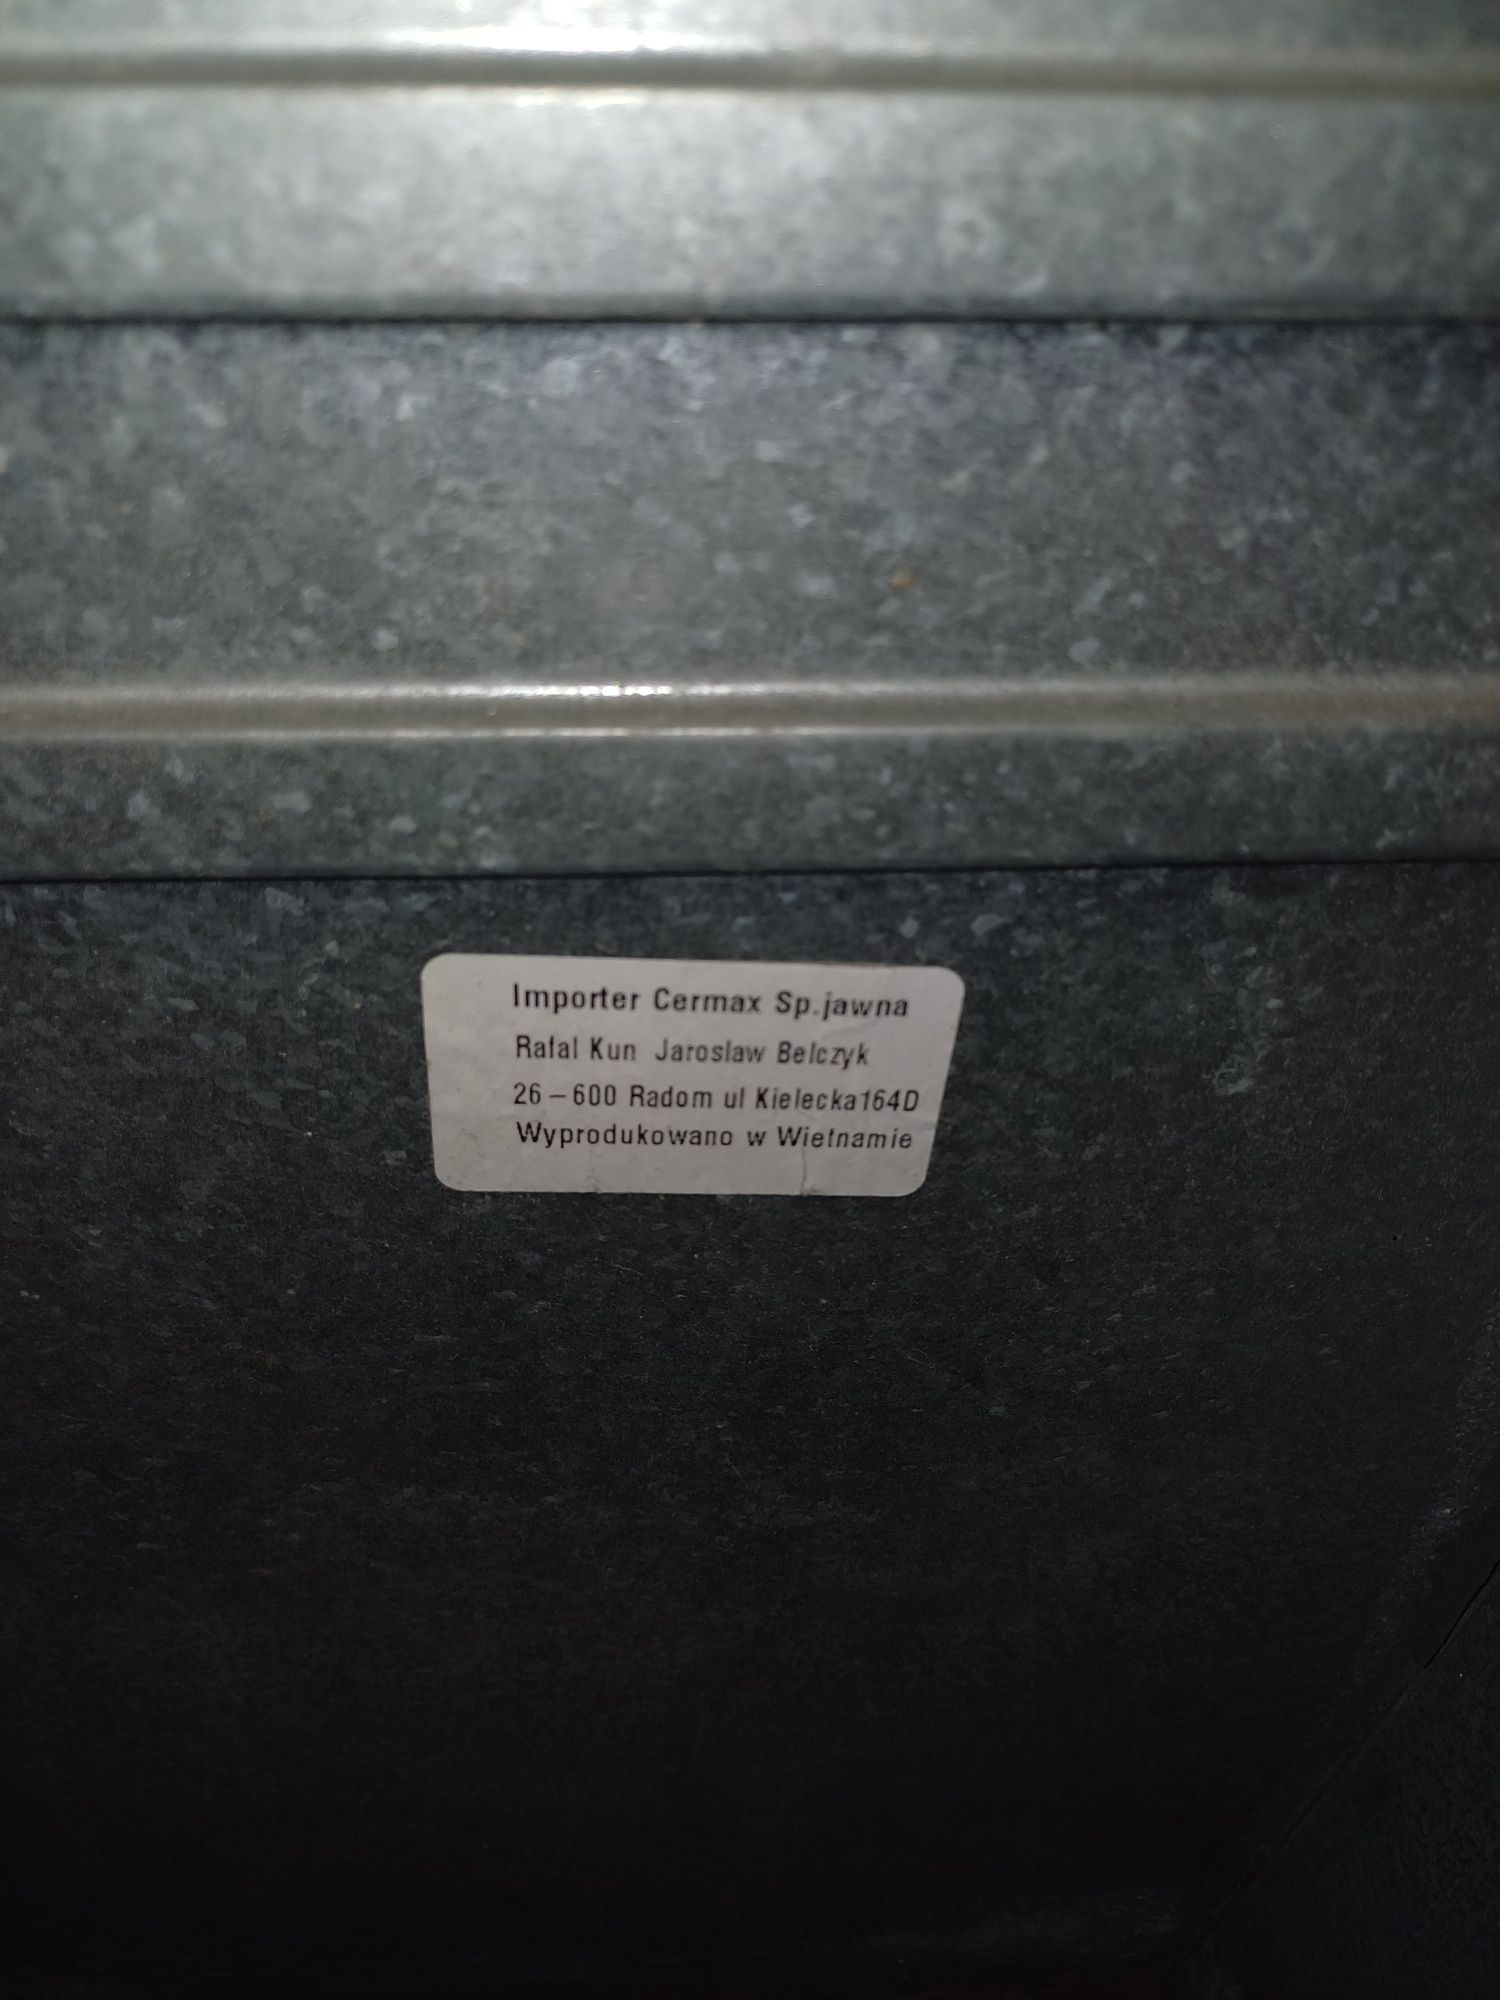 Importer Cermax Sp.jawna
Rafal Kun Jaroslaw Belczyk
26-600 Radom ul Kielecka164D
Wyprodukowano w Wietnamie